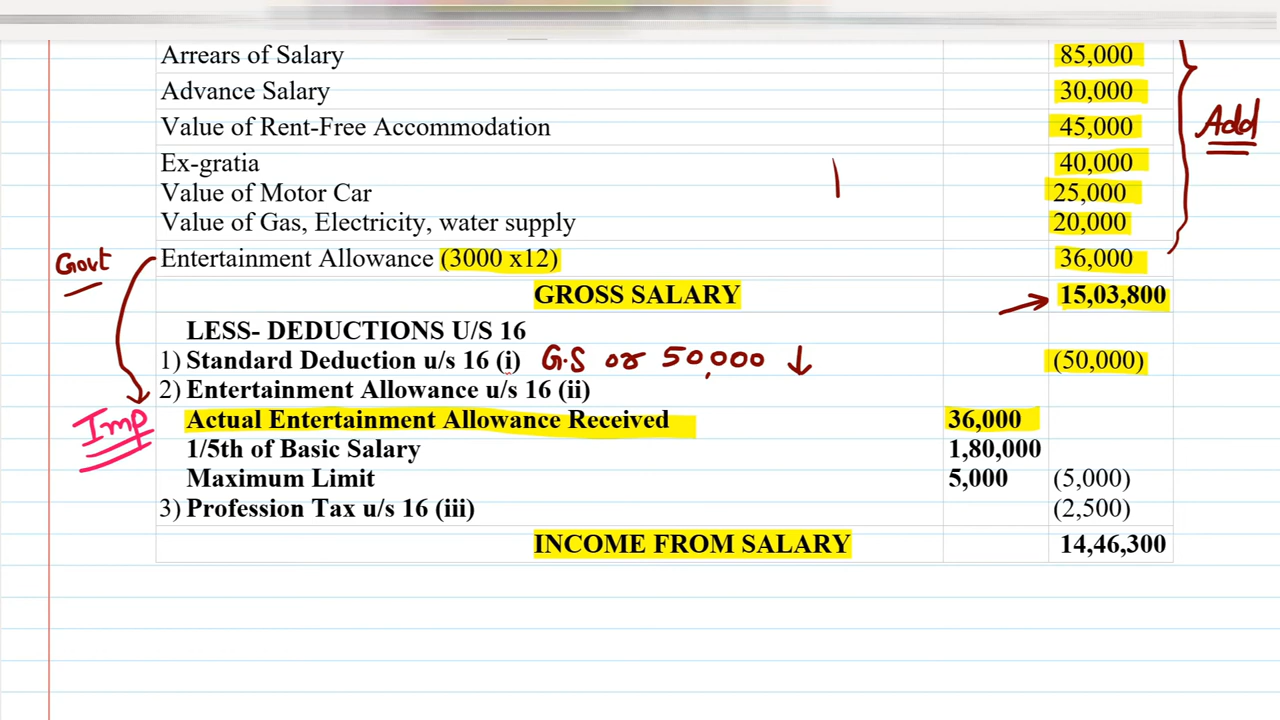 Arrears of Salary 85,000
Advance Salary 30,000
Value of Rent-Free Accommodation 45,000
Add
Ex-gratia 40,000
Value of Motor Car 25,000
Value of Gas, Electricity, water supply 20,000
Govt Entertainment Allowance (3000 x12) 36,000
GROSS SALARY 15,03,800
LESS- DEDUCTIONS U/S 16
1) Standard Deduction u/s 16 (i) G.S or 50,000 ↓ (50,000)
2) Entertainment Allowance u/s 16 (ii)
Imp Actual Entertainment Allowance Received 36,000
1/5th of Basic Salary 1,80,000
Maximum Limit 5,000 (5,000)
3) Profession Tax u/s 16 (iii) (2,500)
INCOME FROM SALARY 14,46,300